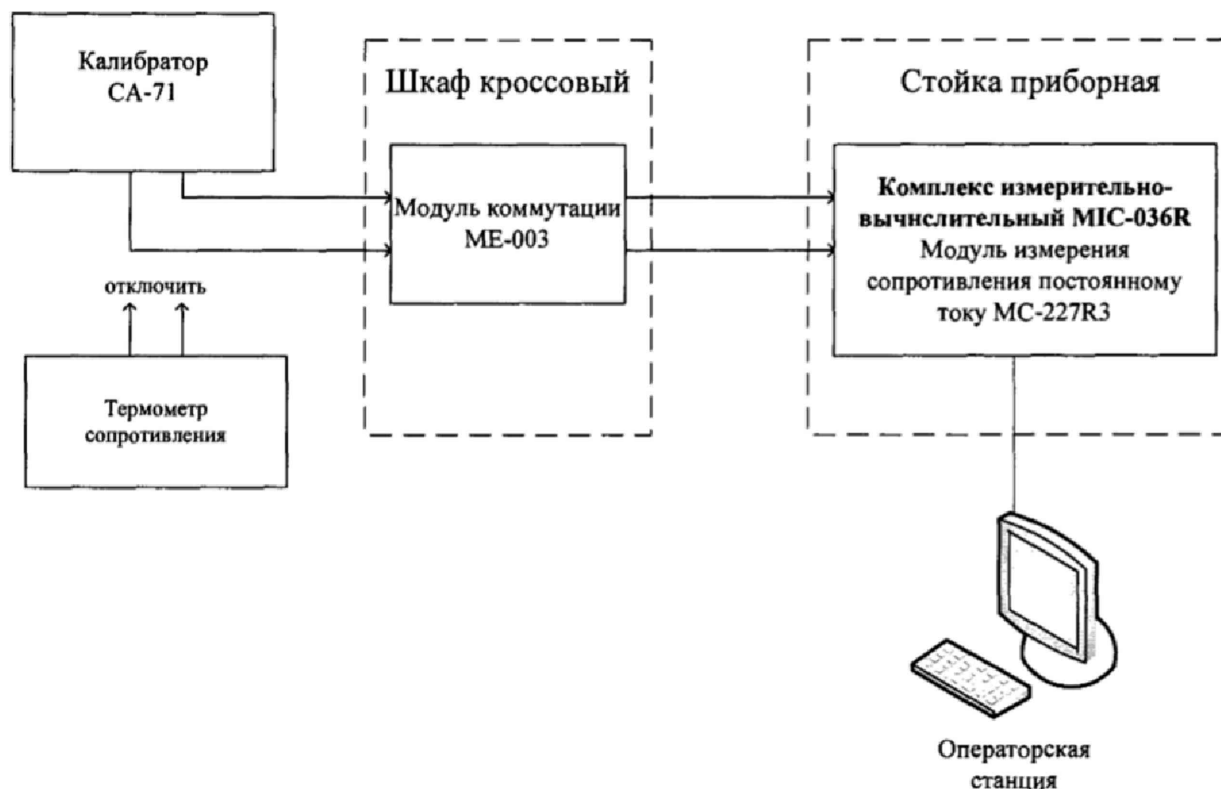 Калибратор
СА-71
Шкаф кроссовый
Модуль коммутации
МЕ-003
Стойка приборная
Комплекс измерительно-
вычислительный MIC-036R
Модуль измерения
сопротивления постоянному
току МС-227R3
отключить
Термометр
сопротивления
Операторская
станция